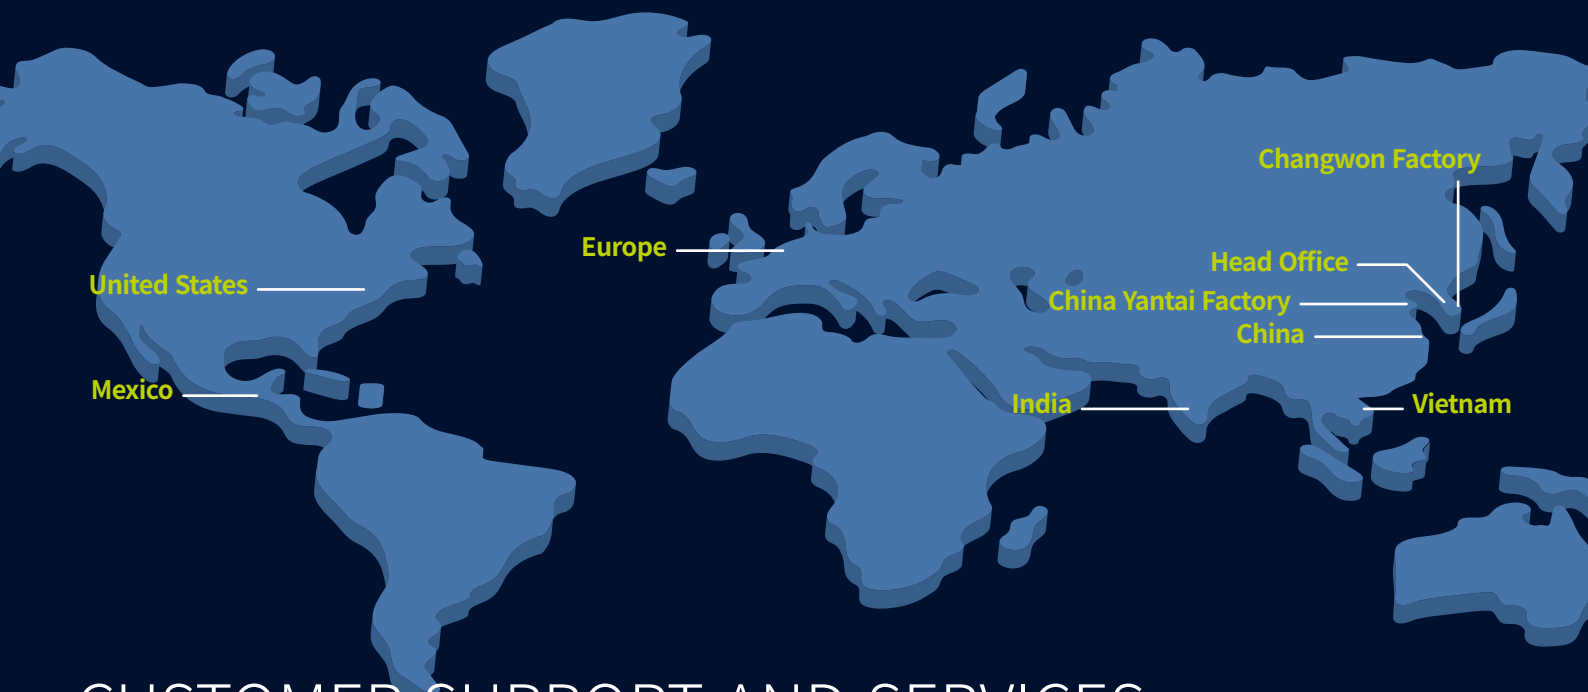 Changwon Factory
Europe
Head Office
United States
China Yantai Factory
China
Mexico
India
Vietnam
CUSTOMER SUPPORT AND SERVICES